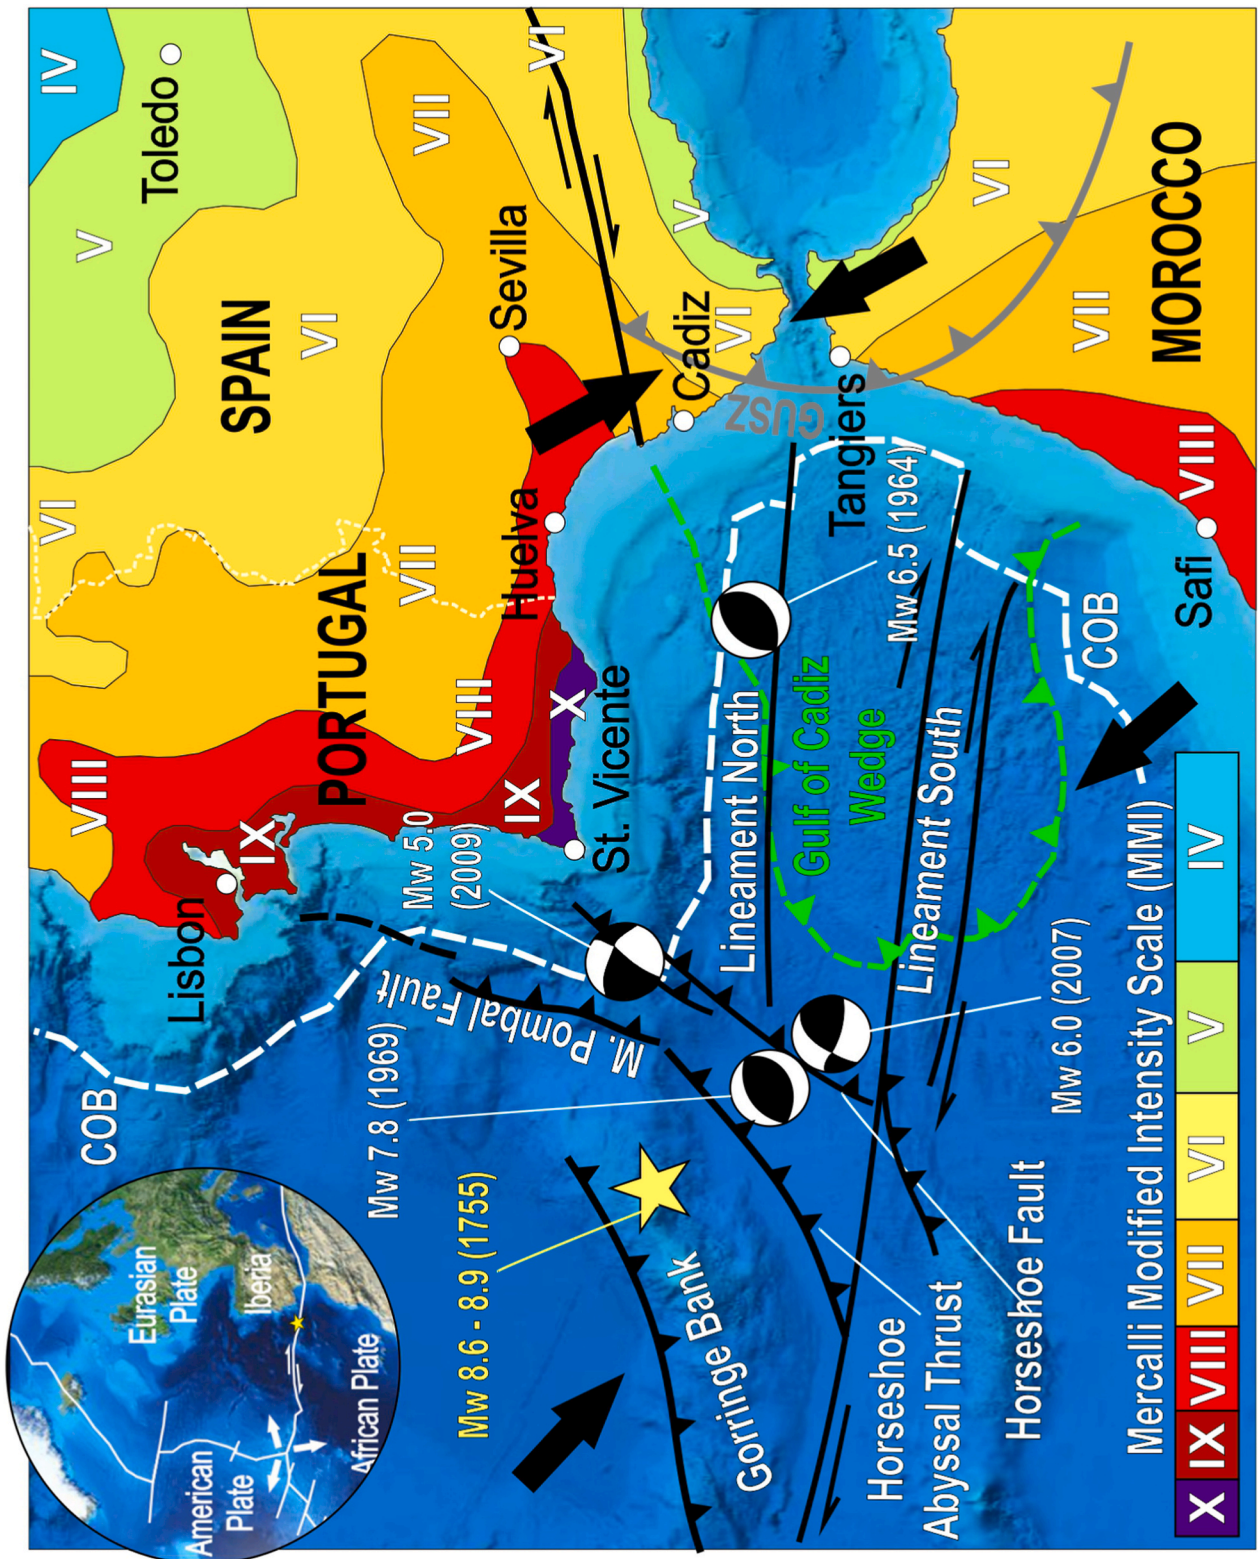 Eurasian
Plate
Iberia
American
Plate
African Plate
COB
Lisbon
VIII
IX
PORTUGAL
VI
VII
VIII
IX
X
SPAIN
VI
V
IV
Toledo
VII
VI
Sevilla
Huelva
St. Vicente
Cadiz
VI
V
GUSZ
Tangiers
VI
VII
MOROCCO
VIII
Safi
COB
Mw 7.8 (1969)
Mw 5.0
(2009)
M. Pombal Fault
Mw 8.6 - 8.9 (1755)
Gorringe Bank
Lineament North
Gulf of Cadiz
Wedge
Mw 6.5 (1964)
Lineament South
Horseshoe
Abyssal Thrust
Horseshoe Fault
Mw 6.0 (2007)
Mercalli Modified Intensity Scale (MMI)
X IX VIII VII VI V IV